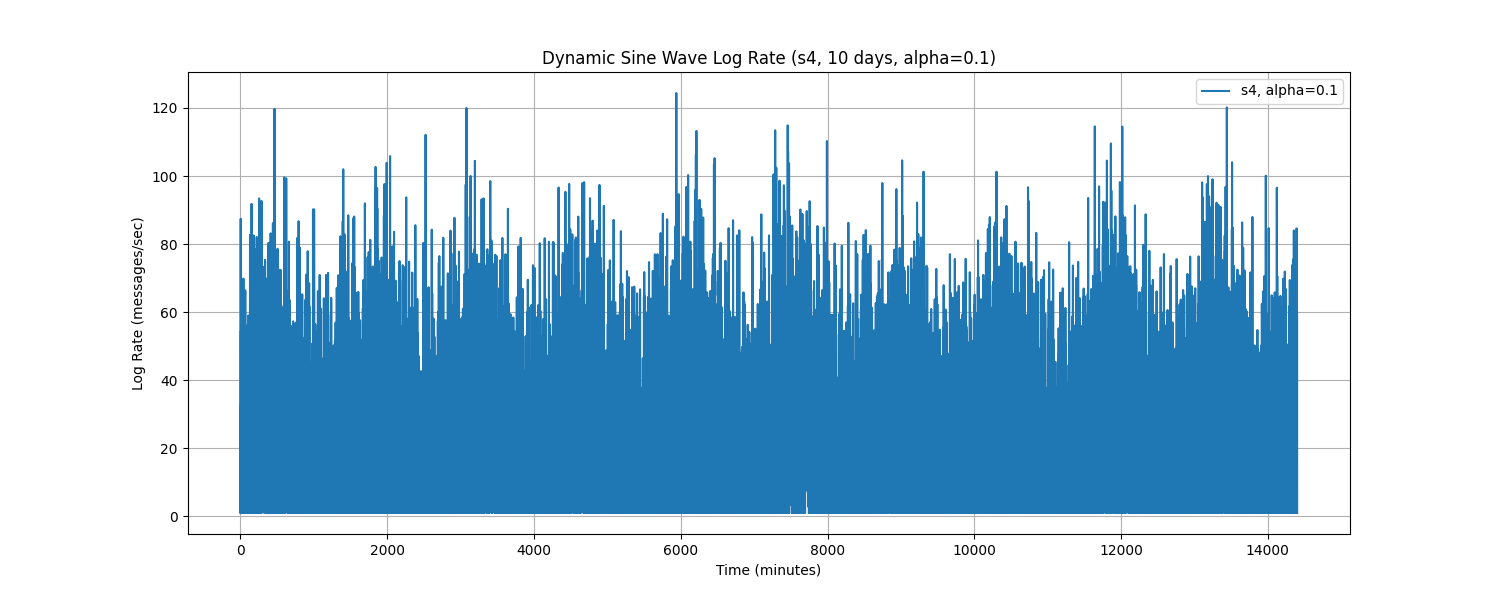 Dynamic Sine Wave Log Rate (s4, 10 days, alpha=0.1)
s4, alpha=0.1
Log Rate (messages/sec)
120
100
80
60
40
20
0
0 2000 4000 6000 8000 10000 12000 14000
Time (minutes)